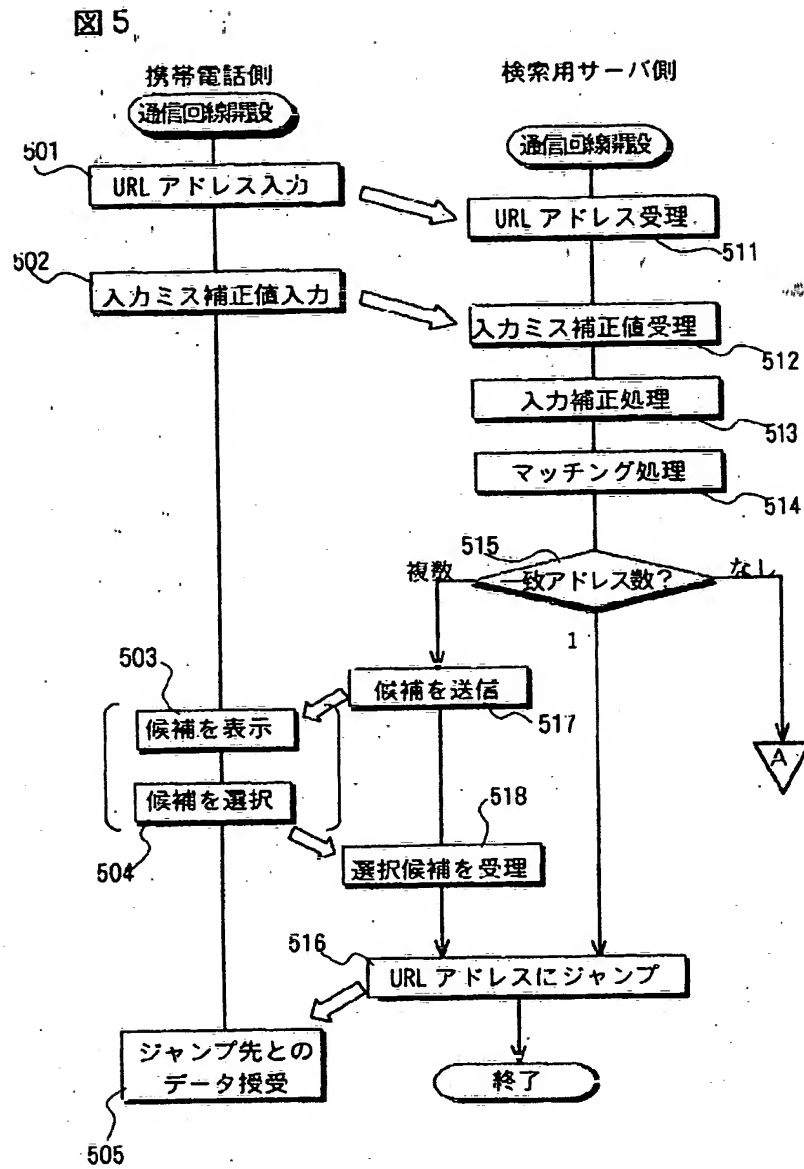 図5
携帯電話側
通信回線開設
501
URL アドレス入力
502
入力ミス補正値入力
検索用サーバ側
通信回線開設
URL アドレス受理
511
入力ミス補正値受理
512
入力補正処理
513
マッチング処理
514
515
一致アドレス数?
複数
なし
1
A
503
候補を表示
候補を送信
517
候補を選択
504
518
選択候補を受理
516
URL アドレスにジャンプ
ジャンプ先との
データ授受
505
終了